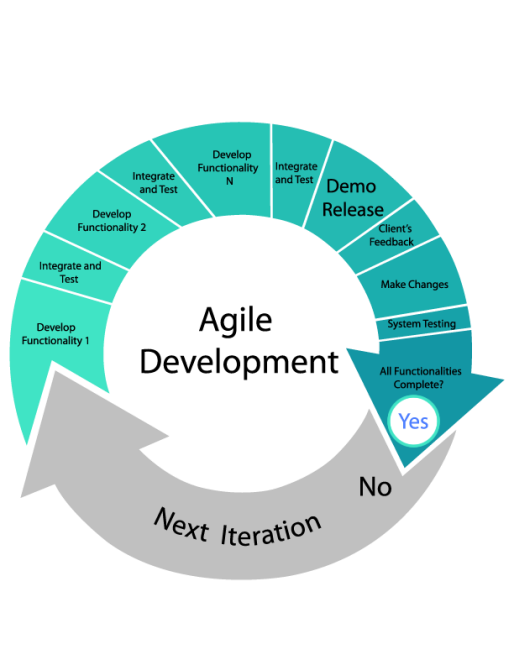 Agile
Development
Develop
Functionality 1
Integrate and
Test
Develop
Functionality 2
Integrate
and Test
Develop
Functionality
N
Integrate
and Test
Demo
Release
Client's
Feedback
Make Changes
System Testing
All Functionalities
Complete?
Yes
No
Next Iteration